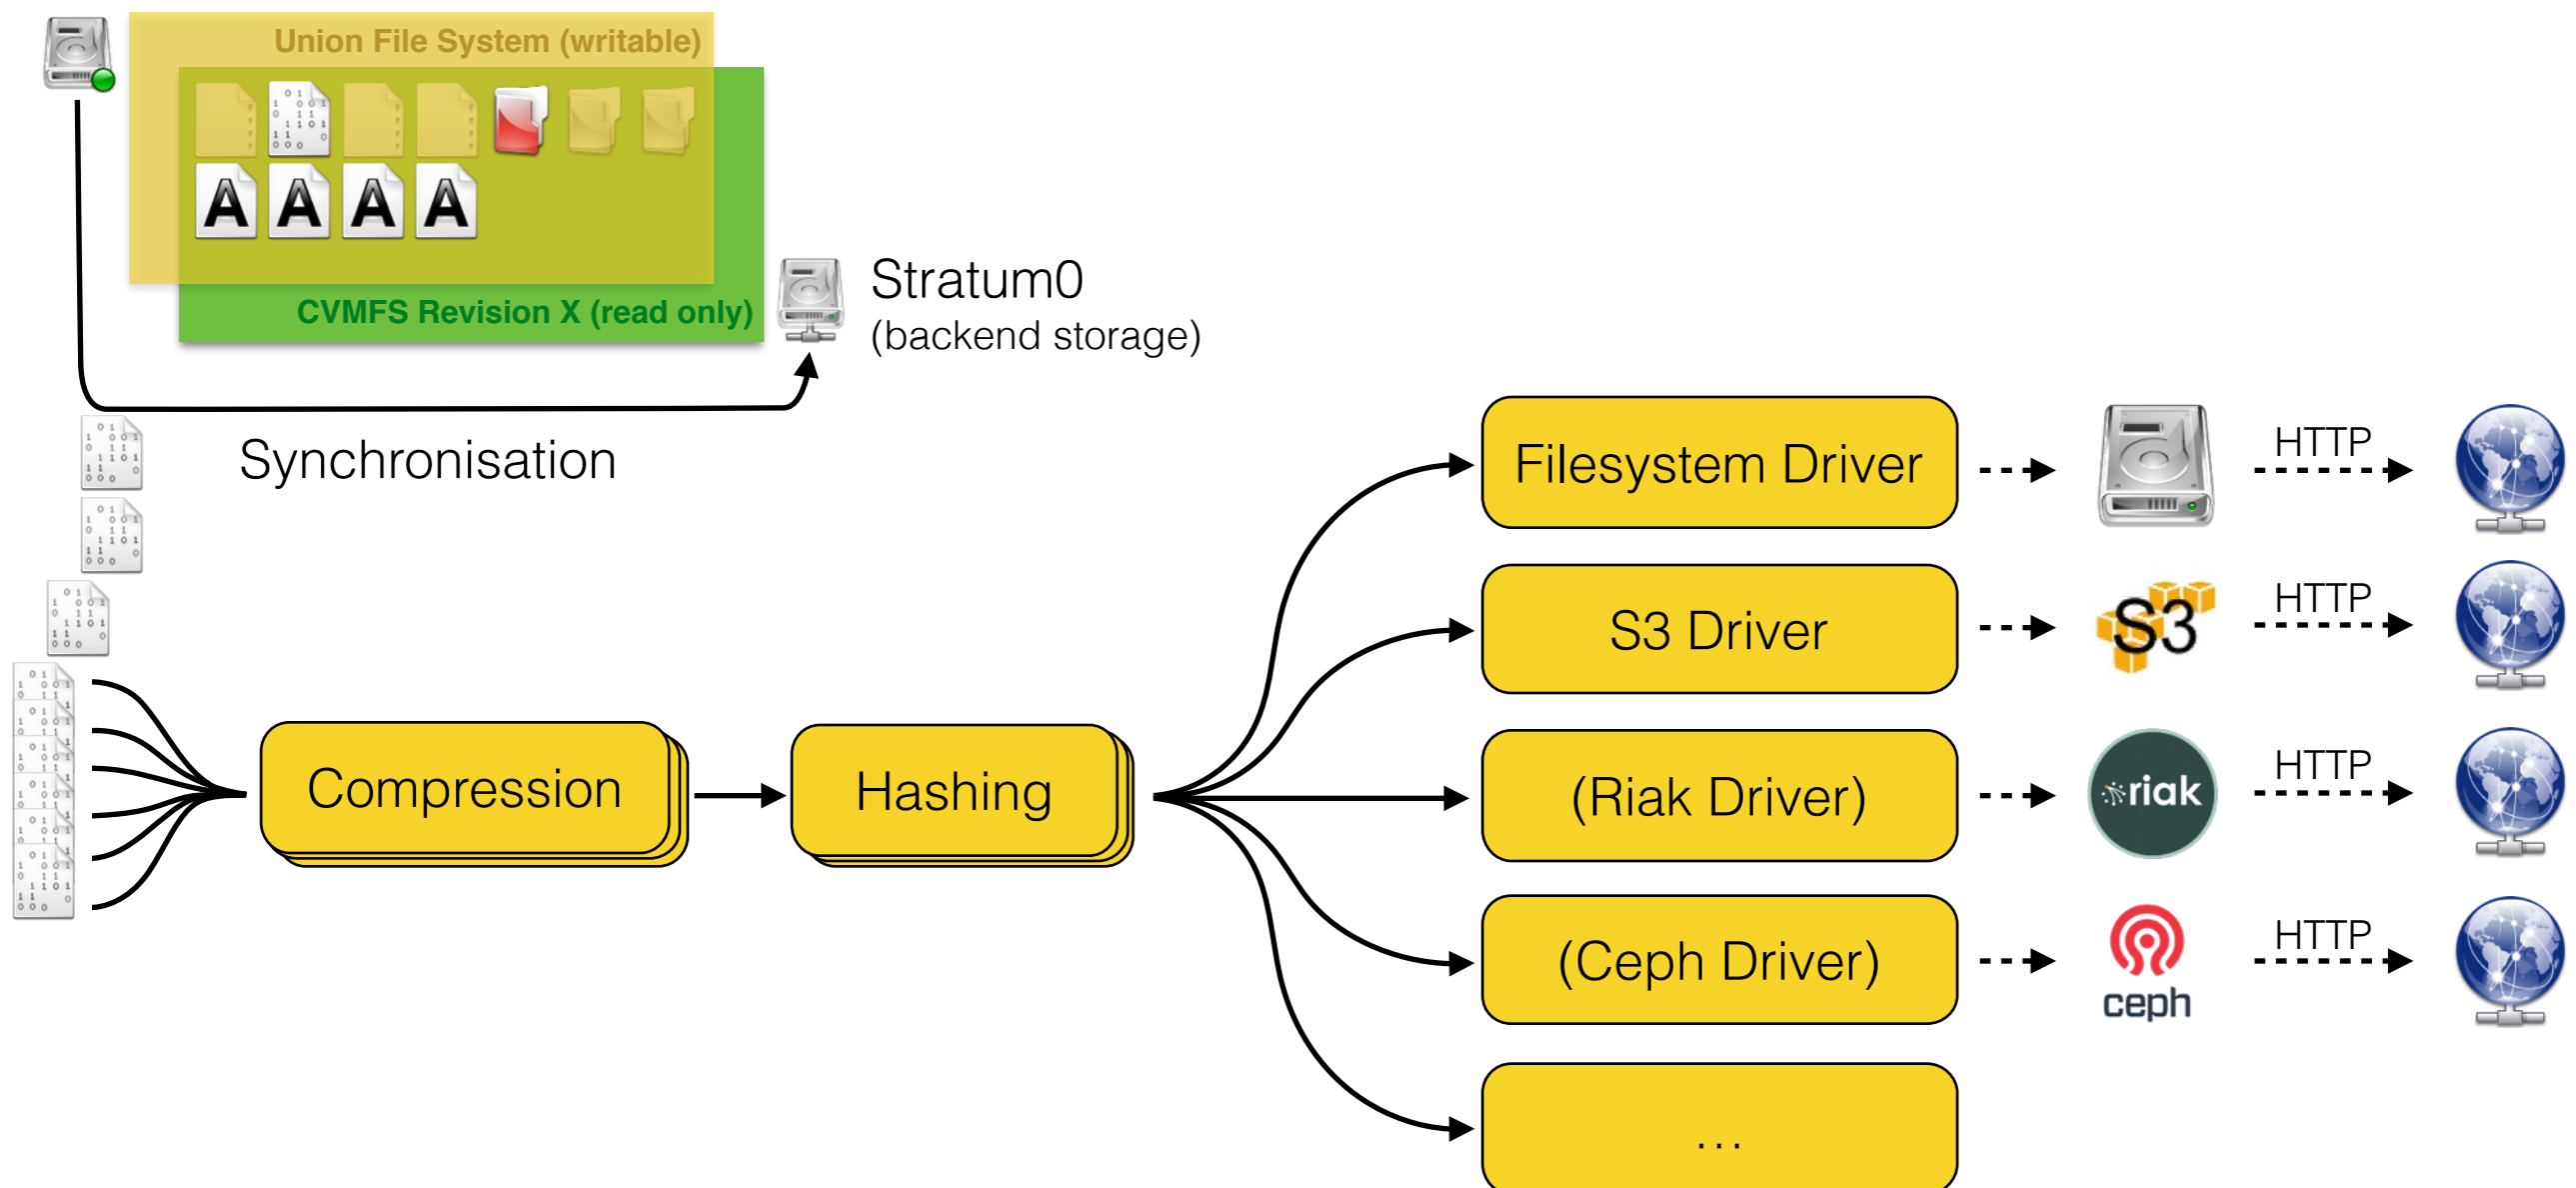 Union File System (writable)
A A A A
CVMFS Revision X (read only)
Stratum0
(backend storage)
Synchronisation
Compression
Hashing
Filesystem Driver
HTTP
S3 Driver
S3
HTTP
(Riak Driver)
riak
HTTP
(Ceph Driver)
ceph
HTTP
...